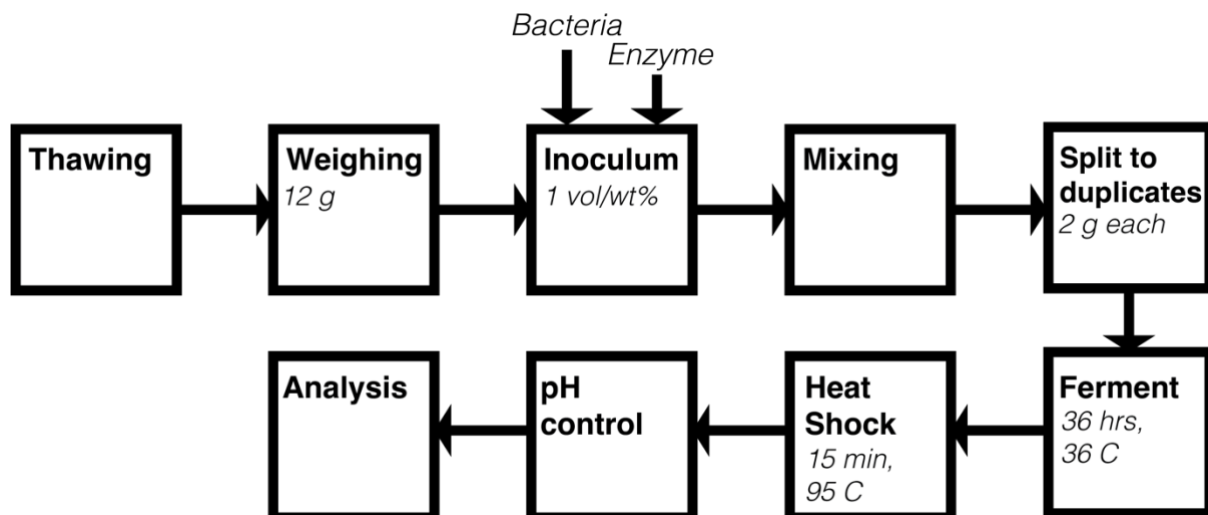 Bacteria
Enzyme
Thawing
Weighing
12 g
Inoculum
1 vol/wt%
Mixing
Split to
duplicates
2 g each
Ferment
36 hrs,
36 C
Heat
Shock
15 min,
95 C
pH
control
Analysis